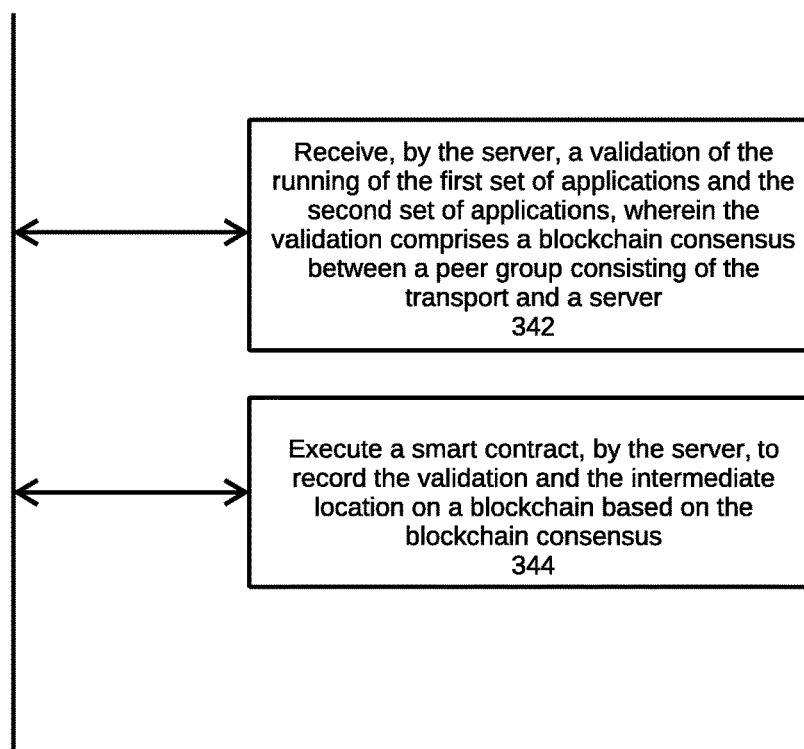 Receive, by the server, a validation of the
running of the first set of applications and the
second set of applications, wherein the
validation comprises a blockchain consensus
between a peer group consisting of the
transport and a server
342
Execute a smart contract, by the server, to
record the validation and the intermediate
location on a blockchain based on the
blockchain consensus
344